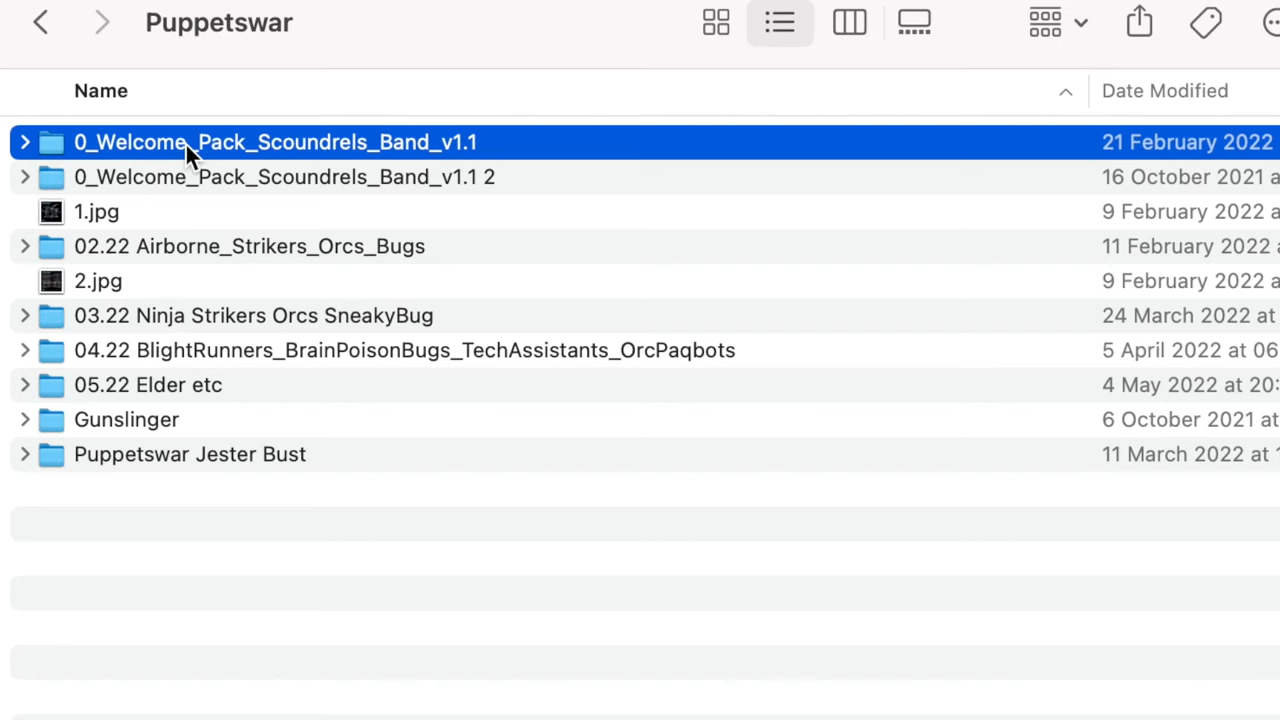 Puppetswar
Name Date Modified
0_Welcome_Pack_Scoundrels_Band_v1.1 21 February 2022
0_Welcome_Pack_Scoundrels_Band_v1.1 2 16 October 2021 a
1.jpg 9 February 2022 a
02.22 Airborne_Strikers_Orcs_Bugs 11 February 2022 a
2.jpg 9 February 2022 a
03.22 Ninja Strikers Orcs SneakyBug 24 March 2022 at
04.22 BlightRunners_BrainPoisonBugs_TechAssistants_OrcPaqbots 5 April 2022 at 06
05.22 Elder etc 4 May 2022 at 20:
Gunslinger 6 October 2021 at
Puppetswar Jester Bust 11 March 2022 at 1